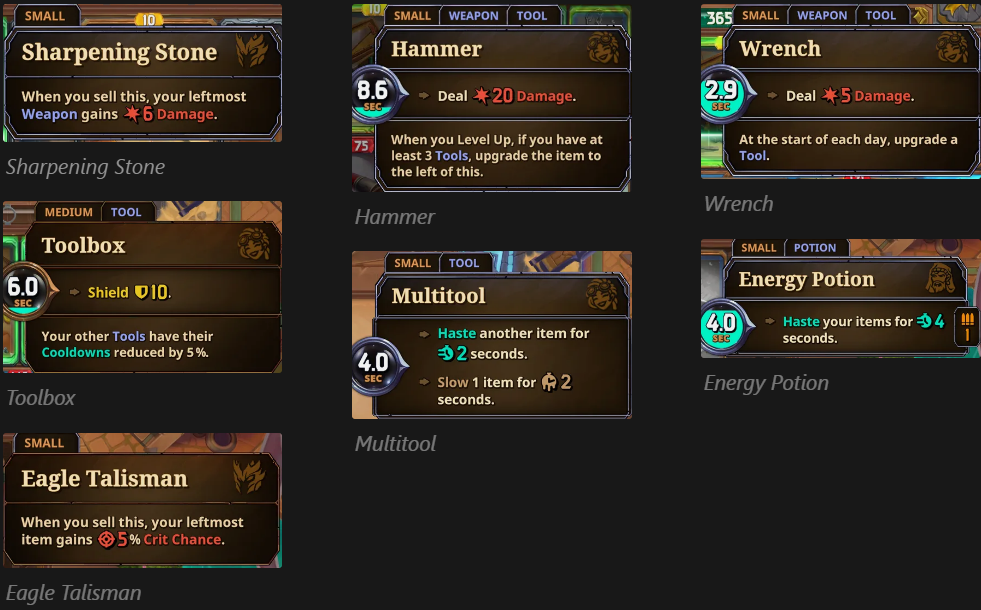 SMALL
10
Sharpening Stone
When you sell this, your leftmost
Weapon gains 6 Damage.
Sharpening Stone
MEDIUM TOOL
Toolbox
6.0
SEC
Shield 10.
Your other Tools have their
Cooldowns reduced by 5%.
Toolbox
SMALL
Eagle Talisman
When you sell this, your leftmost
item gains 5% Crit Chance.
Eagle Talisman
10
SMALL WEAPON TOOL
Hammer
8.6
SEC
Deal 20 Damage.
75
When you Level Up, if you have at
least 3 Tools, upgrade the item to
the left of this.
Hammer
SMALL TOOL
Multitool
4.0
SEC
Haste another item for
2 seconds.
Slow 1 item for 2
seconds.
Multitool
365
SMALL WEAPON TOOL
Wrench
2.9
SEC
Deal 5 Damage.
At the start of each day, upgrade a
Tool.
Wrench
SMALL POTION
Energy Potion
4.0
SEC
Haste your items for 4
seconds.
1
Energy Potion